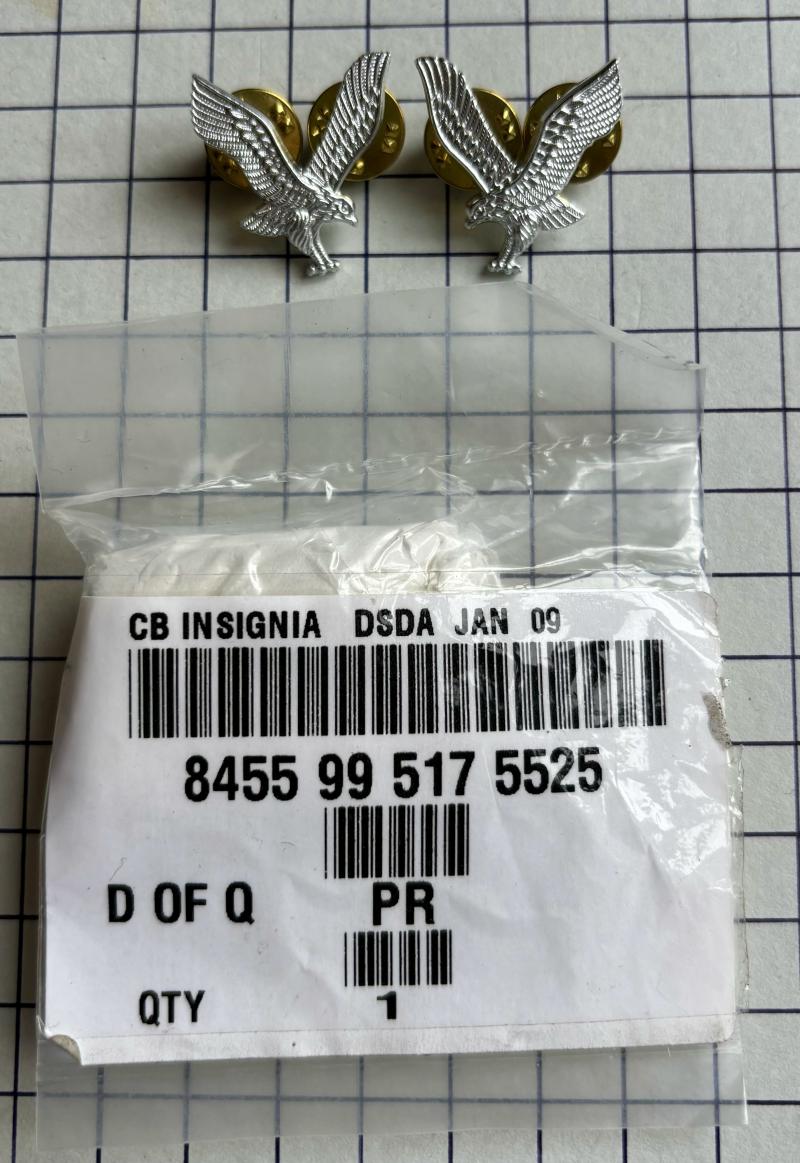 CB INSIGNIA DSDA JAN 09
8455 99 517 5525
D OF Q PR
QTY 1